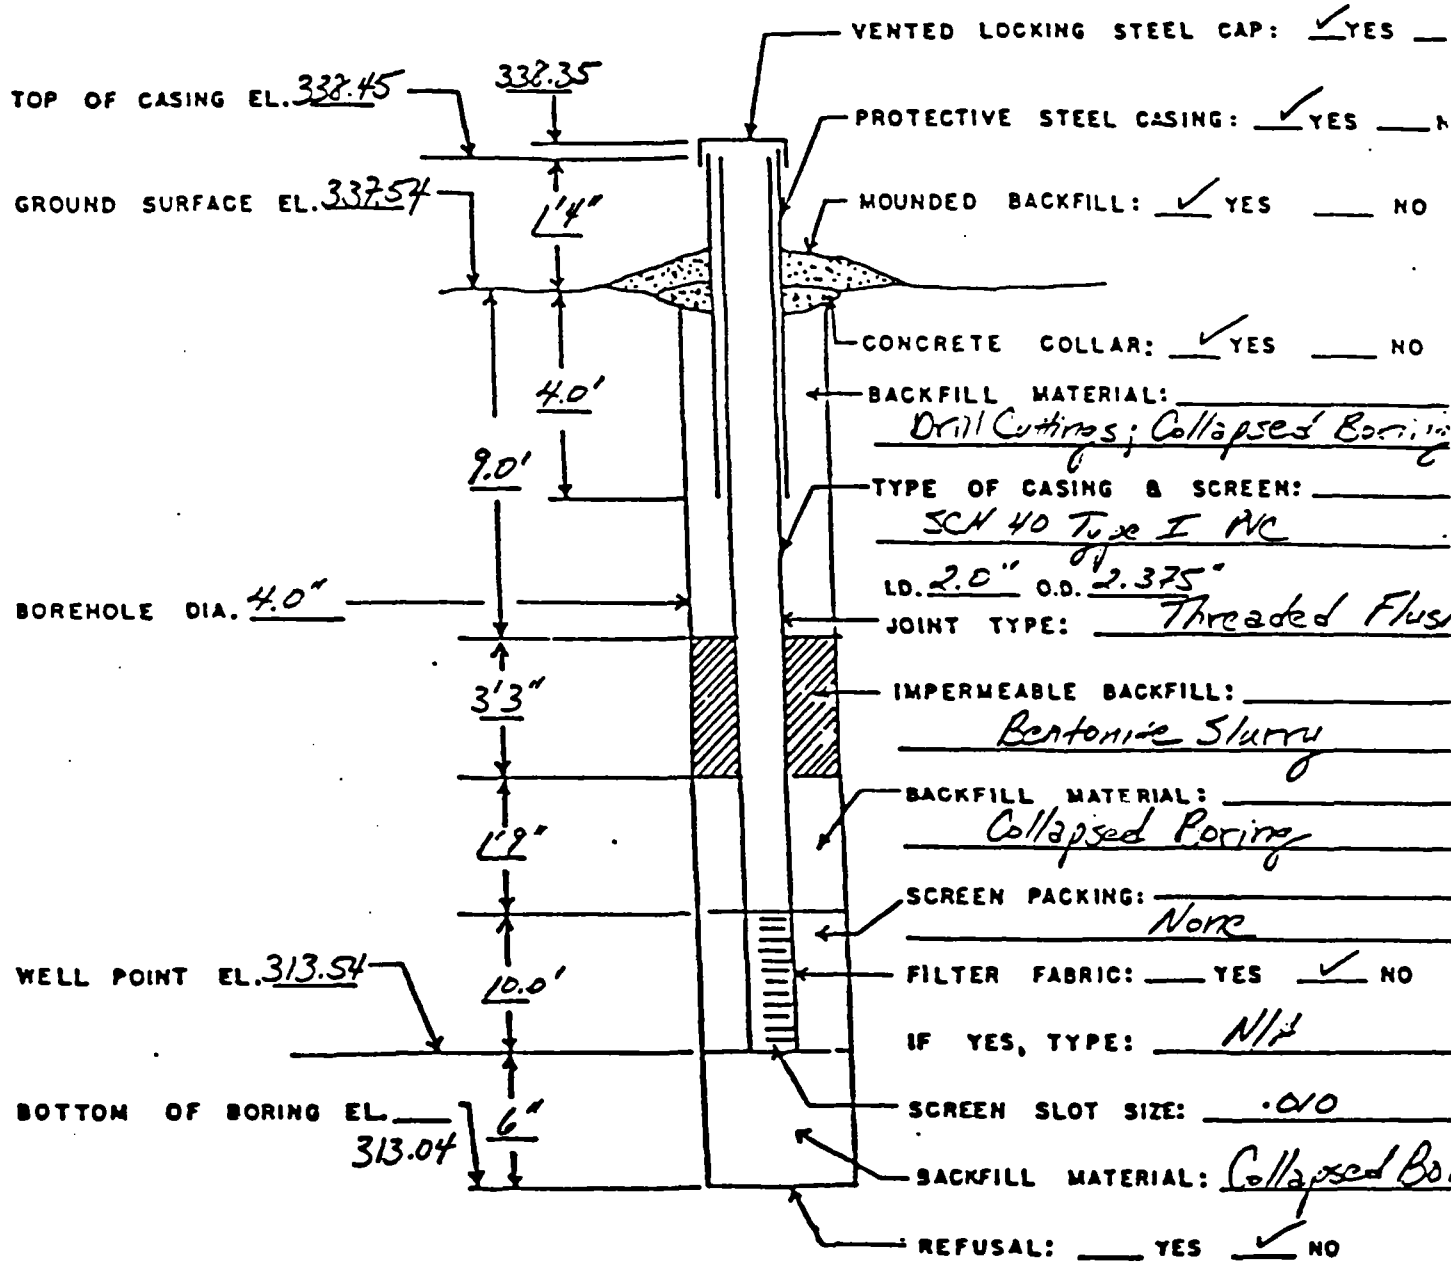 VENTED LOCKING STEEL CAP: ✓ YES
TOP OF CASING EL. 338.45
338.35
PROTECTIVE STEEL CASING: ✓ YES
GROUND SURFACE EL. 337.54
1'4"
MOUNDED BACKFILL: ✓ YES NO
CONCRETE COLLAR: ✓ YES NO
4.0'
BACKFILL MATERIAL:
Drill Cuttings; Collapsed Boring
9.0'
TYPE OF CASING & SCREEN:
SCH 40 Type I PVC
I.D. 2.0" O.D. 2.375"
BOREHOLE DIA. 4.0"
JOINT TYPE: Threaded Flush
3'3"
IMPERMEABLE BACKFILL:
Bentonite Slurry
BACKFILL MATERIAL:
Collapsed Boring
1'9"
SCREEN PACKING:
None
WELL POINT EL. 313.54
10.0'
FILTER FABRIC: YES ✓ NO
IF YES, TYPE: N/A
BOTTOM OF BORING EL.
313.04
6"
SCREEN SLOT SIZE: .010
BACKFILL MATERIAL: Collapsed
REFUSAL: YES ✓ NO